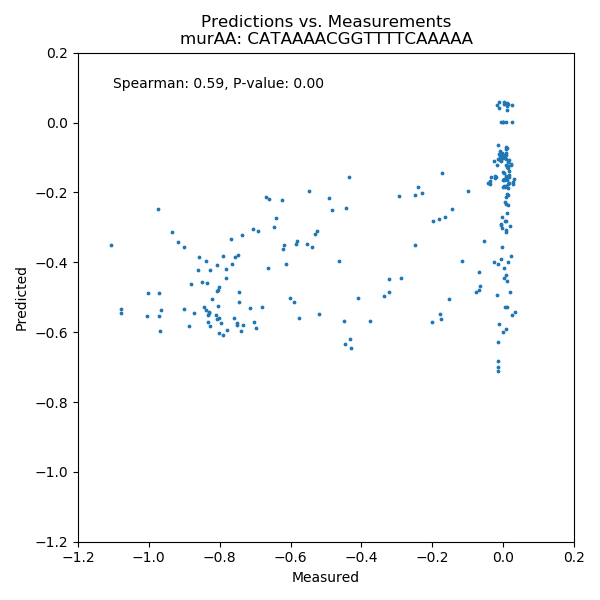 Predictions vs. Measurements
murAA: CATAAAACGGTTTTCAAAAA
Spearman: 0.59, P-value: 0.00
Predicted
0.2
0.0
−0.2
−0.4
−0.6
−0.8
−1.0
−1.2
−1.2 −1.0 −0.8 −0.6 −0.4 −0.2 0.0 0.2
Measured